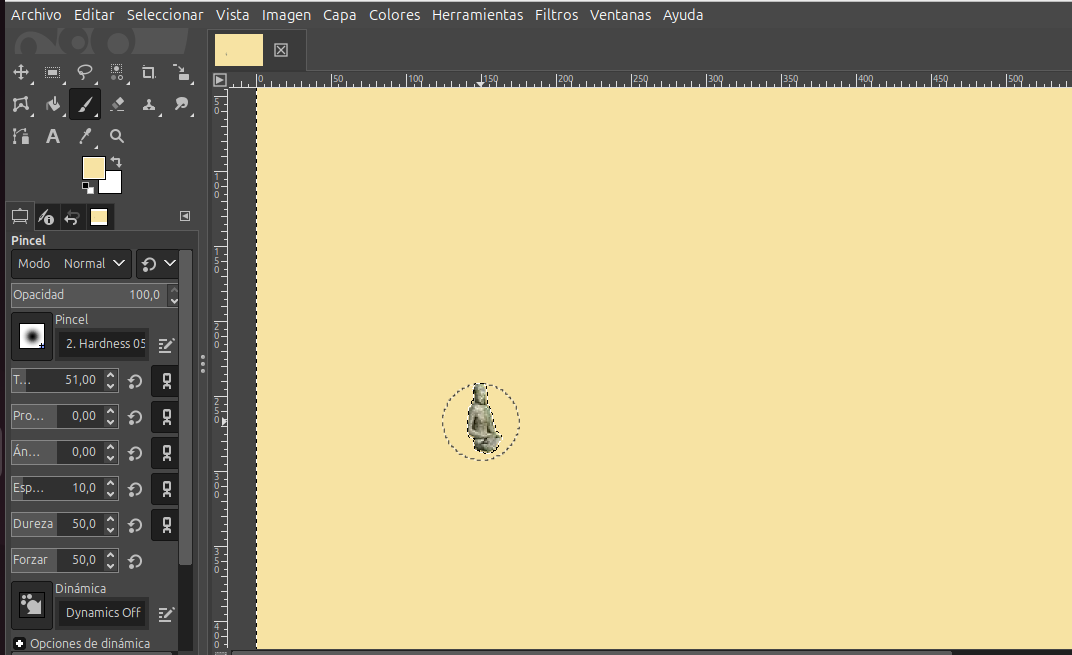 Archivo Editar Seleccionar Vista Imagen Capa Colores Herramientas Filtros Ventanas Ayuda
0 50 100 150 200 250 300 350 400 450 500
50
100
150
200
250
300
350
400
A
Pincel
Modo Normal
Opacidad 100,0
Pincel
2. Hardness 05
T... 51,00
Pro... 0,00
Án... 0,00
Esp... 10,0
Dureza 50,0
Forzar 50,0
Dinámica
Dynamics Off
Opciones de dinámica